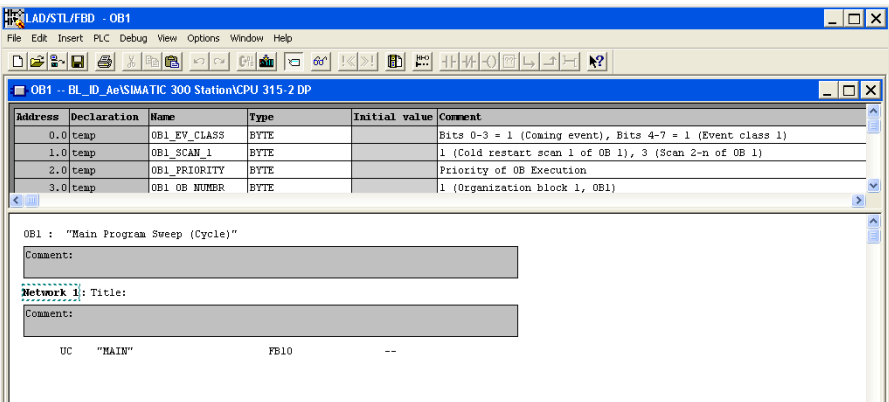 LAD/STL/FBD - OB1
File Edit Insert PLC Debug View Options Window Help
OB1 -- BL_ID_Ae\SIMATIC 300 Station\CPU 315-2 DP
Address Declaration Name Type Initial value Comment
0.0 temp OB1_EV_CLASS BYTE Bits 0-3 = 1 (Coming event), Bits 4-7 = 1 (Event class 1)
1.0 temp OB1_SCAN_1 BYTE 1 (Cold restart scan 1 of OB 1), 3 (Scan 2-n of OB 1)
2.0 temp OB1_PRIORITY BYTE Priority of OB Execution
3.0 temp OB1_OB_NUMBR BYTE 1 (Organization block 1, OB1)
OB1 : "Main Program Sweep (Cycle)"
Comment:
Network 1: Title:
Comment:
UC "MAIN" FB10 --